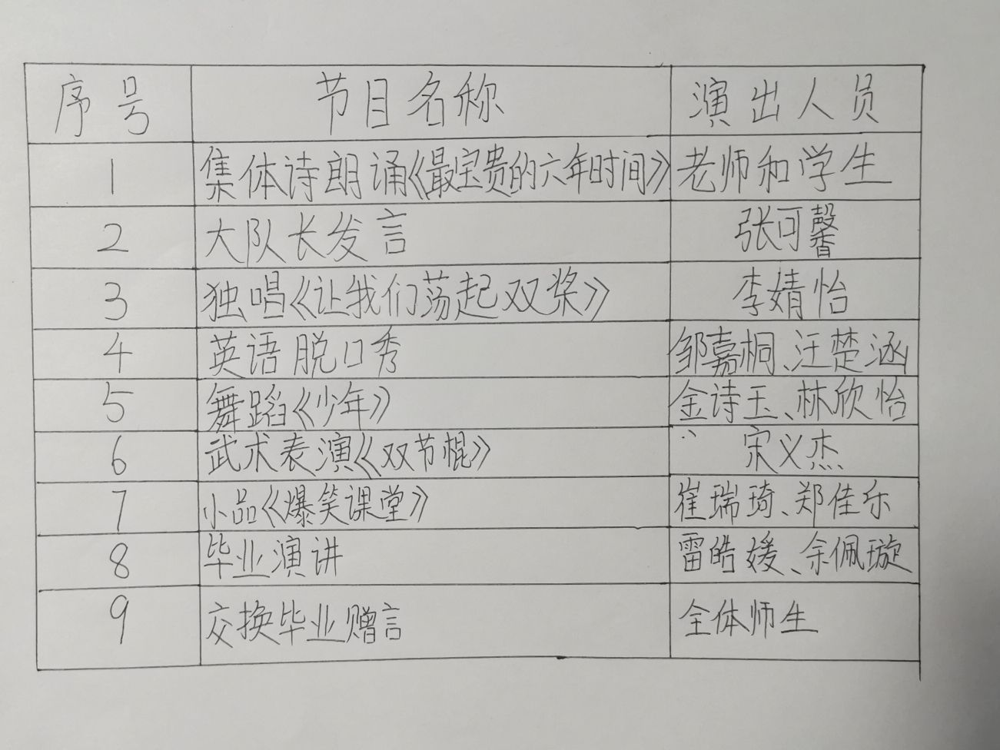 序号 节目名称 演出人员
1 集体诗朗诵《最宝贵的六年时间》 老师和学生
2 大队长发言 张可馨
3 独唱《让我们荡起双桨》 李婧怡
4 英语脱口秀 邹嘉桐、汪楚涵
5 舞蹈《少年》 金诗玉、林欣怡
6 武术表演《双节棍》 宋义杰
7 小品《爆笑课堂》 崔瑞琦、郑佳乐
8 毕业演讲 雷皓媛、余佩璇
9 交换毕业赠言 全体师生